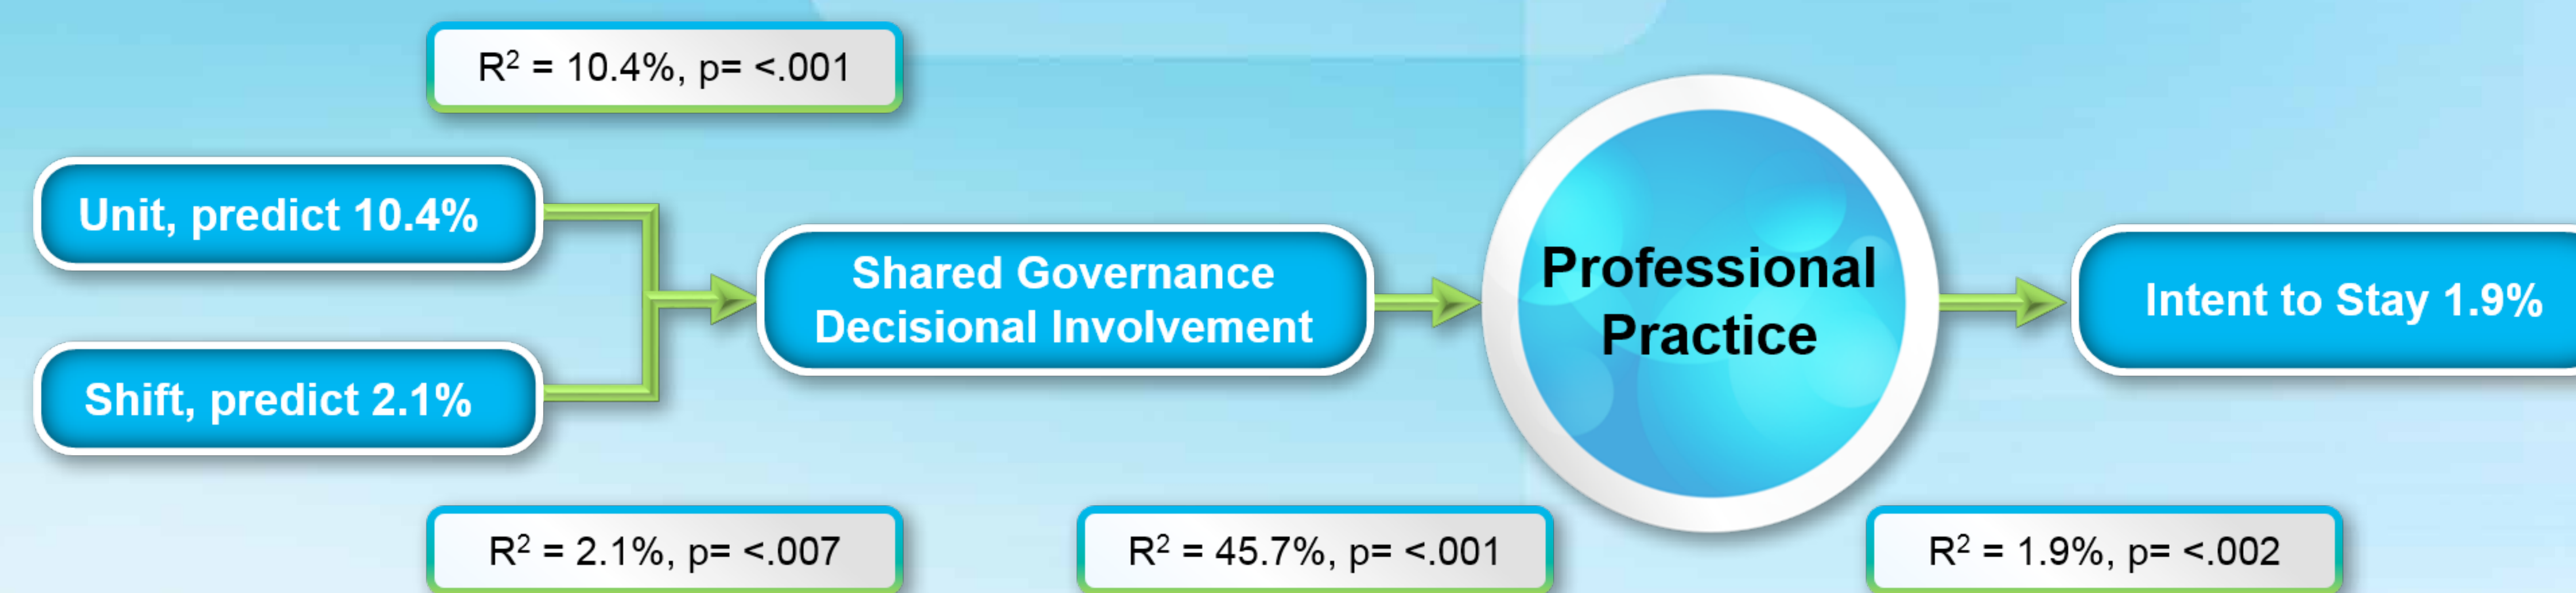 R² = 10.4%, p= <.001
Unit, predict 10.4%
Shift, predict 2.1%
R² = 2.1%, p= <.007
Shared Governance
Decisional Involvement
R² = 45.7%, p= <.001
Professional
Practice
Intent to Stay 1.9%
R² = 1.9%, p= <.002